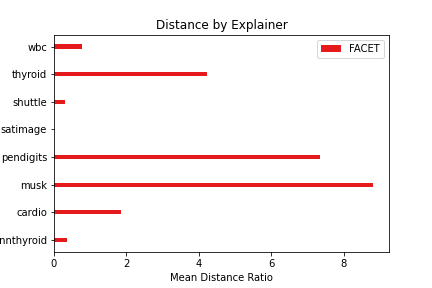 Distance by Explainer
FACET
wbc
thyroid
shuttle
satimage
pendigits
musk
cardio
nnthyroid
0 2 4 6 8
Mean Distance Ratio